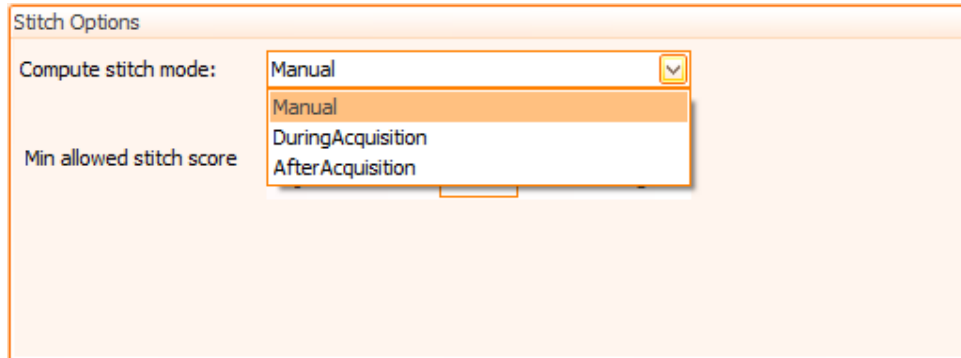 Stitch Options
Compute stitch mode: Manual
Manual
DuringAcquisition
AfterAcquisition
Min allowed stitch score